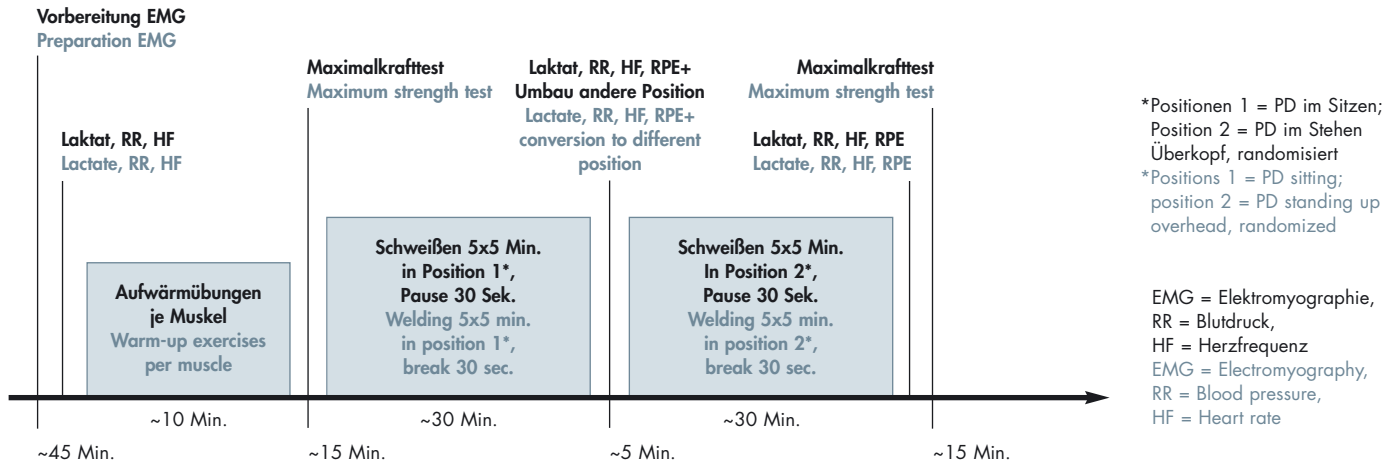 Vorbereitung EMG
Preparation EMG
Laktat, RR, HF
Lactate, RR, HF
Aufwärmübungen
je Muskel
Warm-up exercises
per muscle
Maximalkrafttest
Maximum strength test
Schweißen 5x5 Min.
in Position 1*,
Pause 30 Sek.
Welding 5x5 min.
in position 1*,
break 30 sec.
Laktat, RR, HF, RPE+
Umbau andere Position
Lactate, RR, HF, RPE+
conversion to different
position
Schweißen 5x5 Min.
In Position 2*,
Pause 30 Sek.
Welding 5x5 min.
in position 2*,
break 30 sec.
Maximalkrafttest
Maximum strength test
Laktat, RR, HF, RPE
Lactate, RR, HF, RPE
~10 Min.
~30 Min.
~30 Min.
~45 Min.
~15 Min.
~5 Min.
~15 Min.
*Positionen 1 = PD im Sitzen;
Position 2 = PD im Stehen
Überkopf, randomisiert
*Positions 1 = PD sitting;
position 2 = PD standing up
overhead, randomized
EMG = Elektromyographie,
RR = Blutdruck,
HF = Herzfrequenz
EMG = Electromyography,
RR = Blood pressure,
HF = Heart rate